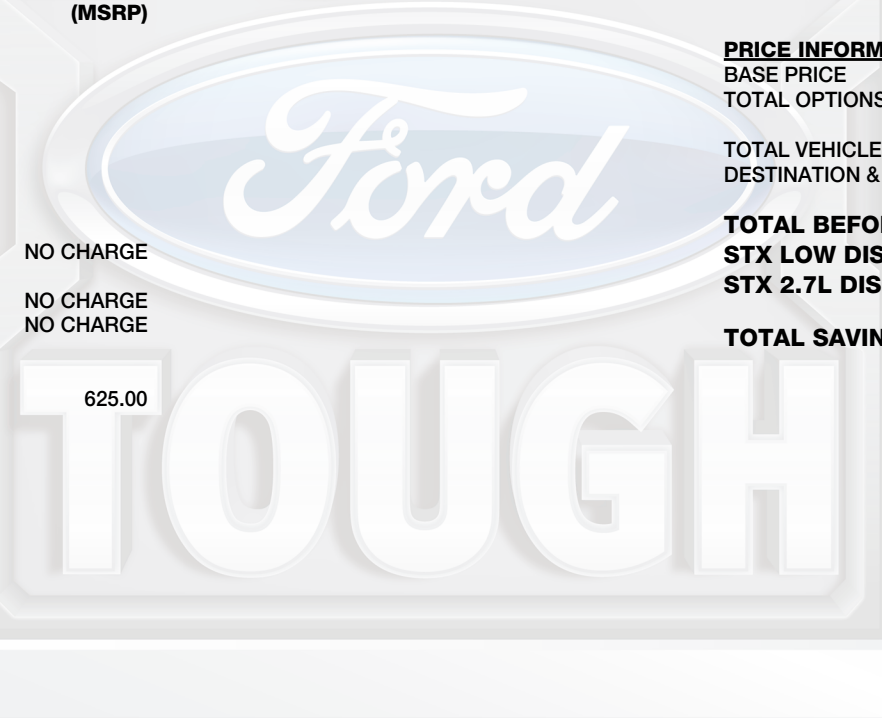 (MSRP)
NO CHARGE
NO CHARGE
NO CHARGE
625.00
PRICE INFORM
BASE PRICE
TOTAL OPTIONS
TOTAL VEHICLE
DESTINATION &
TOTAL BEFO
STX LOW DIS
STX 2.7L DIS
TOTAL SAVIN
Ford
TOUGH